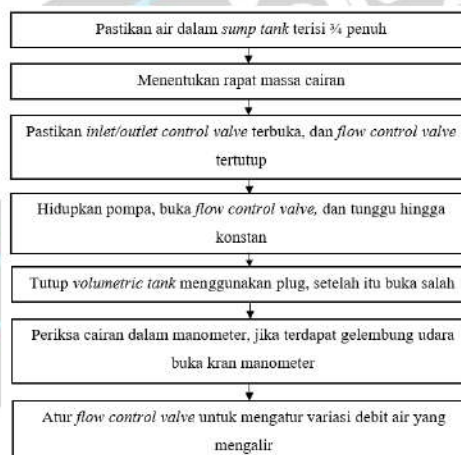 Pastikan air dalam sump tank terisi ¾ penuh
Menentukan rapat massa cairan
Pastikan inlet/outlet control valve terbuka, dan flow control valve
tertutup
Hidupkan pompa, buka flow control valve, dan tunggu hingga
konstan
Tutup volumetric tank menggunakan plug, setelah itu buka salah
Periksa cairan dalam manometer, jika terdapat gelembung udara
buka kran manometer
Atur flow control valve untuk mengatur variasi debit air yang
mengalir